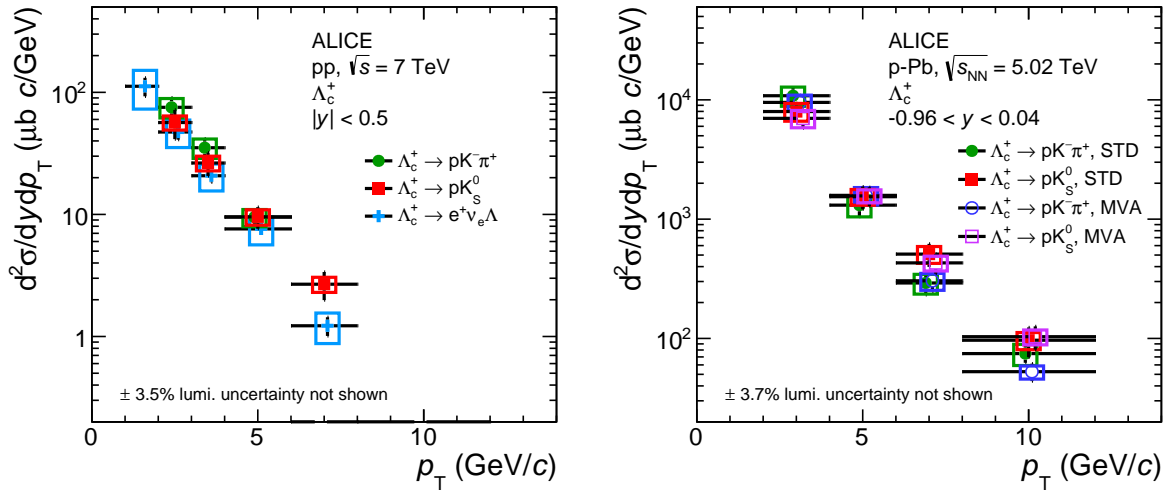 ALICE
pp, √s = 7 TeV
Λc+
|y| < 0.5
Λc+ → pK−π+
Λc+ → pK0S
Λc+ → e+νeΛ
± 3.5% lumi. uncertainty not shown
d2σ/dydpT (μb c/GeV)
102
10
1
0
5
10
pT (GeV/c)
ALICE
p-Pb, √sNN = 5.02 TeV
Λc+
-0.96 < y < 0.04
Λc+ → pK−π+, STD
Λc+ → pK0S, STD
Λc+ → pK−π+, MVA
Λc+ → pK0S, MVA
± 3.7% lumi. uncertainty not shown
d2σ/dydpT (μb c/GeV)
104
103
102
0
5
10
pT (GeV/c)